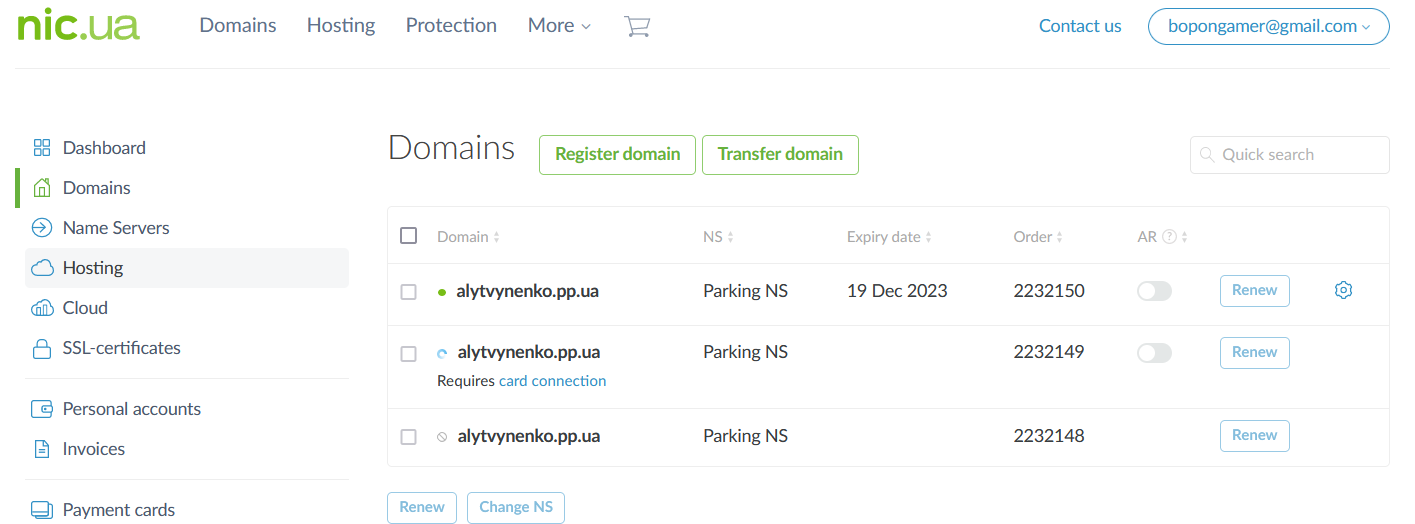 nic.ua Domains Hosting Protection More Contact us bopongamer@gmail.com
Dashboard
Domains
Name Servers
Hosting
Cloud
SSL-certificates
Personal accounts
Invoices
Payment cards
Domains Register domain Transfer domain Quick search
Domain NS Expiry date Order AR ?
alytvynenko.pp.ua Parking NS 19 Dec 2023 2232150 Renew
alytvynenko.pp.ua Parking NS 2232149 Renew
Requires card connection
alytvynenko.pp.ua Parking NS 2232148 Renew
Renew Change NS